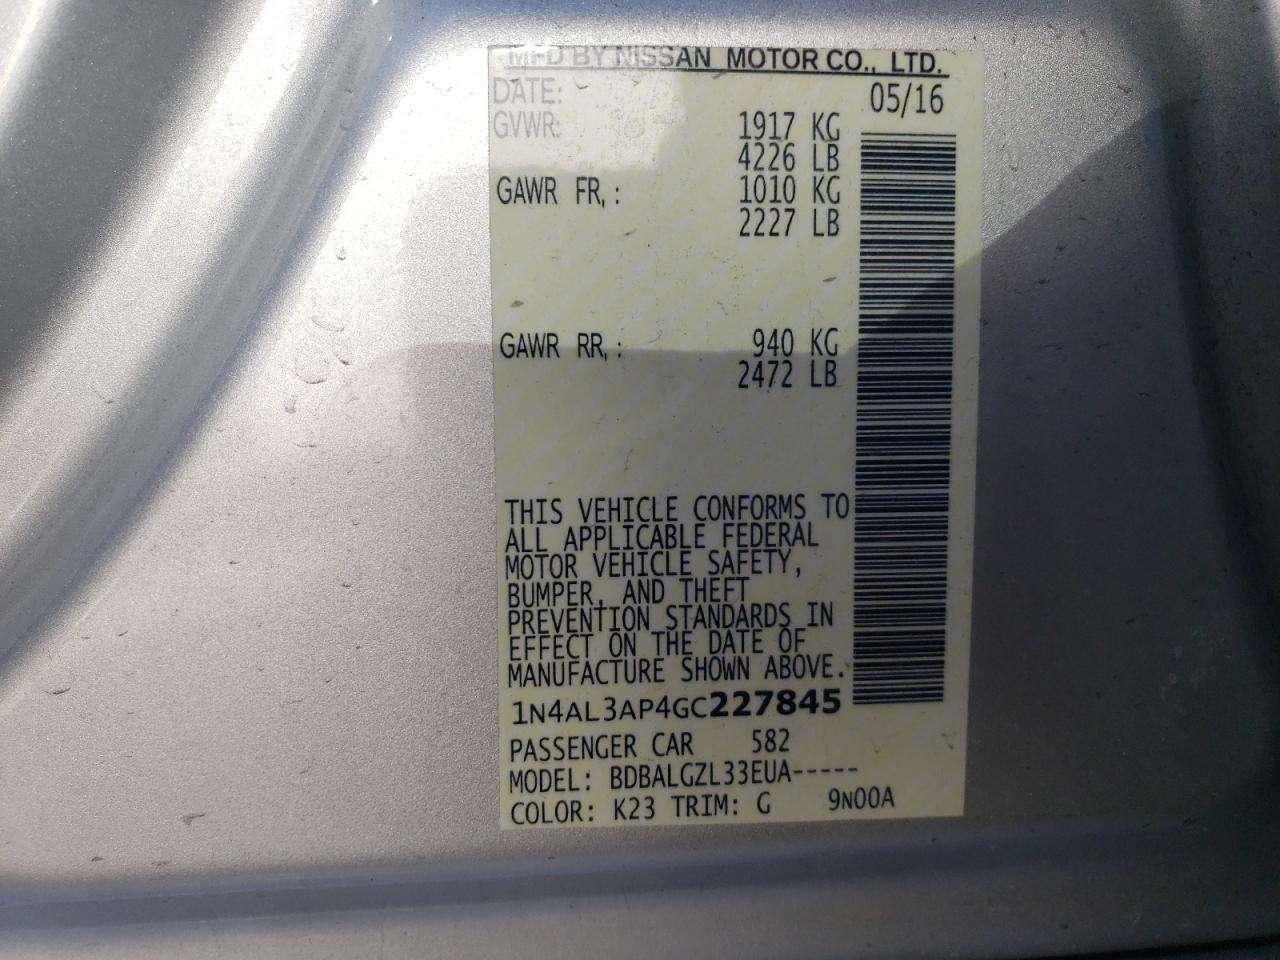 MFD BY NISSAN MOTOR CO., LTD.
DATE: 05/16
GVWR: 1917 KG
4226 LB
GAWR FR,: 1010 KG
2227 LB
GAWR RR,: 940 KG
2472 LB
THIS VEHICLE CONFORMS TO
ALL APPLICABLE FEDERAL
MOTOR VEHICLE SAFETY,
BUMPER, AND THEFT
PREVENTION STANDARDS IN
EFFECT ON THE DATE OF
MANUFACTURE SHOWN ABOVE.
1N4AL3AP4GC227845
PASSENGER CAR 582
MODEL: BDBALGZL33EUA-----
COLOR: K23 TRIM: G 9N00A